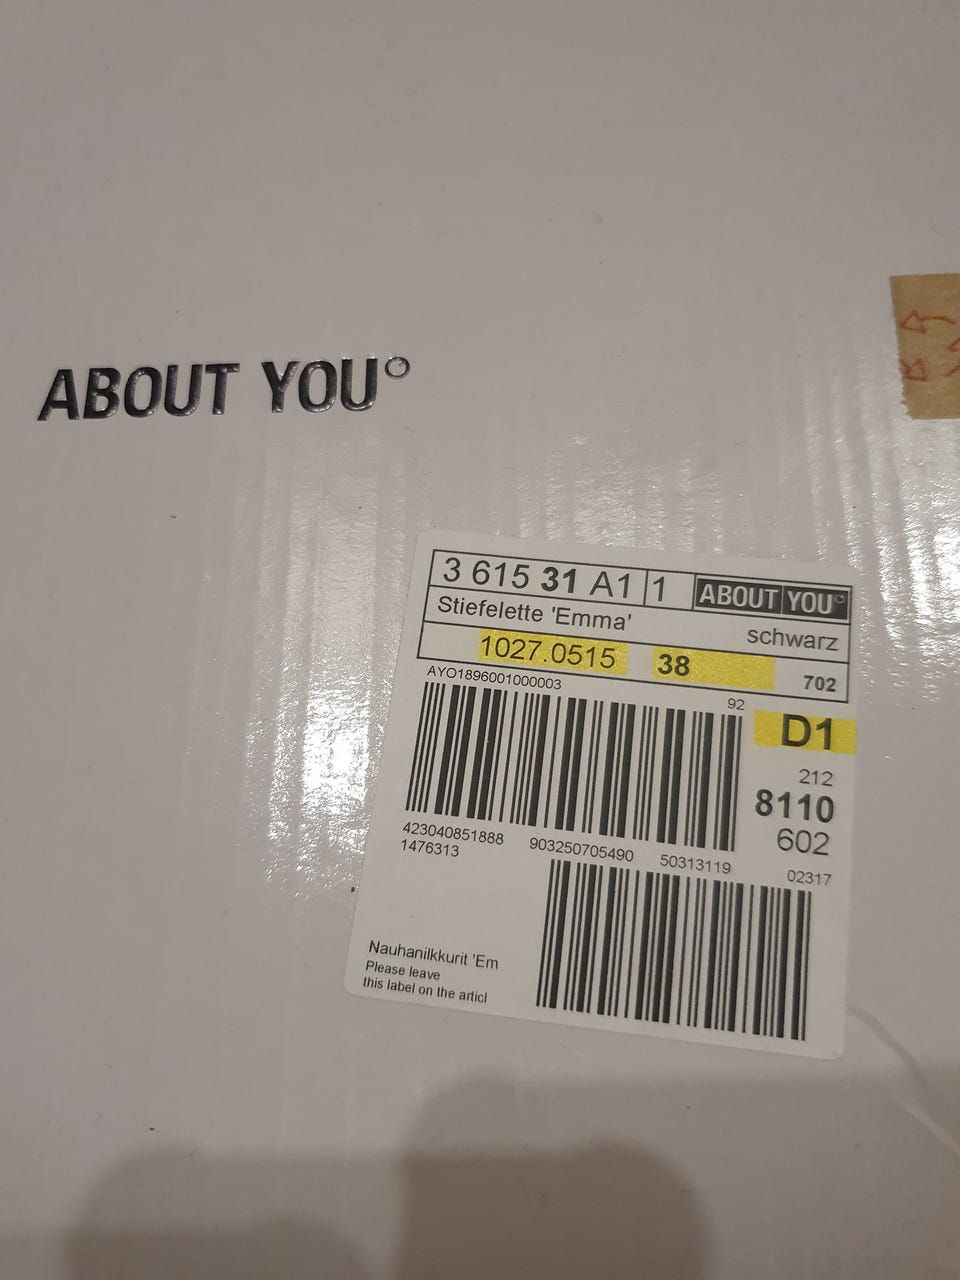 ABOUT YOU°
3 615 31 A1 1 ABOUT YOU°
Stiefelette 'Emma'
schwarz
1027.0515 38 702
AYO1896001000003
92
D1
212
8110
602
423040851888 903250705490 50313119 02317
1476313
Nauhanilkkurit 'Em
Please leave
this label on the articl